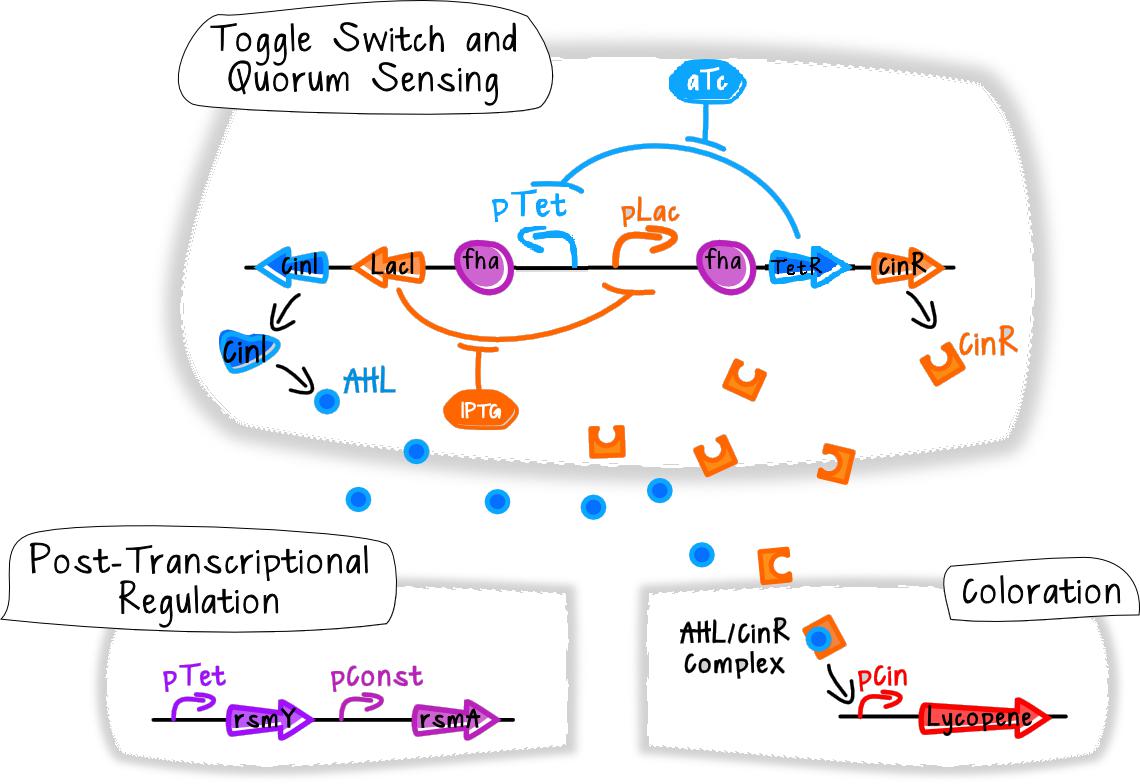 Toggle Switch and
Quorum Sensing
aTc
pTet
pLac
CinI
LacI
fha
fha
TetR
CinR
CinI
AHL
IPTG
CinR
Post-Transcriptional
Regulation
Coloration
AHL/CinR
Complex
pTet
pConst
pCin
rsmY
rsmA
Lycopene